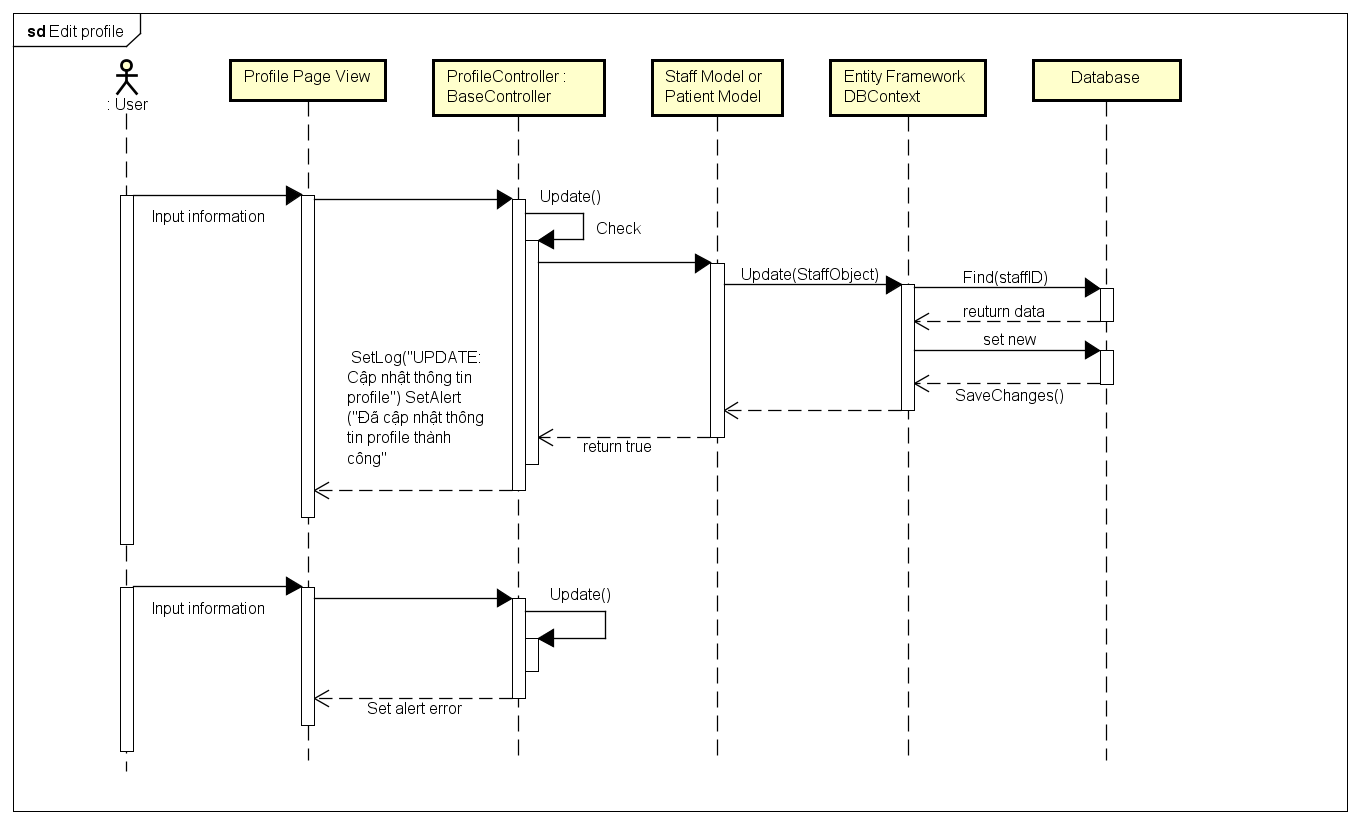 sd Edit profile
: User
Profile Page View
ProfileController :
BaseController
Staff Model or
Patient Model
Entity Framework
DBContext
Database
Update()
Input information
Check
Update(StaffObject)
Find(staffID)
reuturn data
set new
SetLog("UPDATE:
Cập nhật thông tin
profile") SetAlert
("Đã cập nhật thông
tin profile thành
công"
SaveChanges()
return true
Update()
Input information
Set alert error